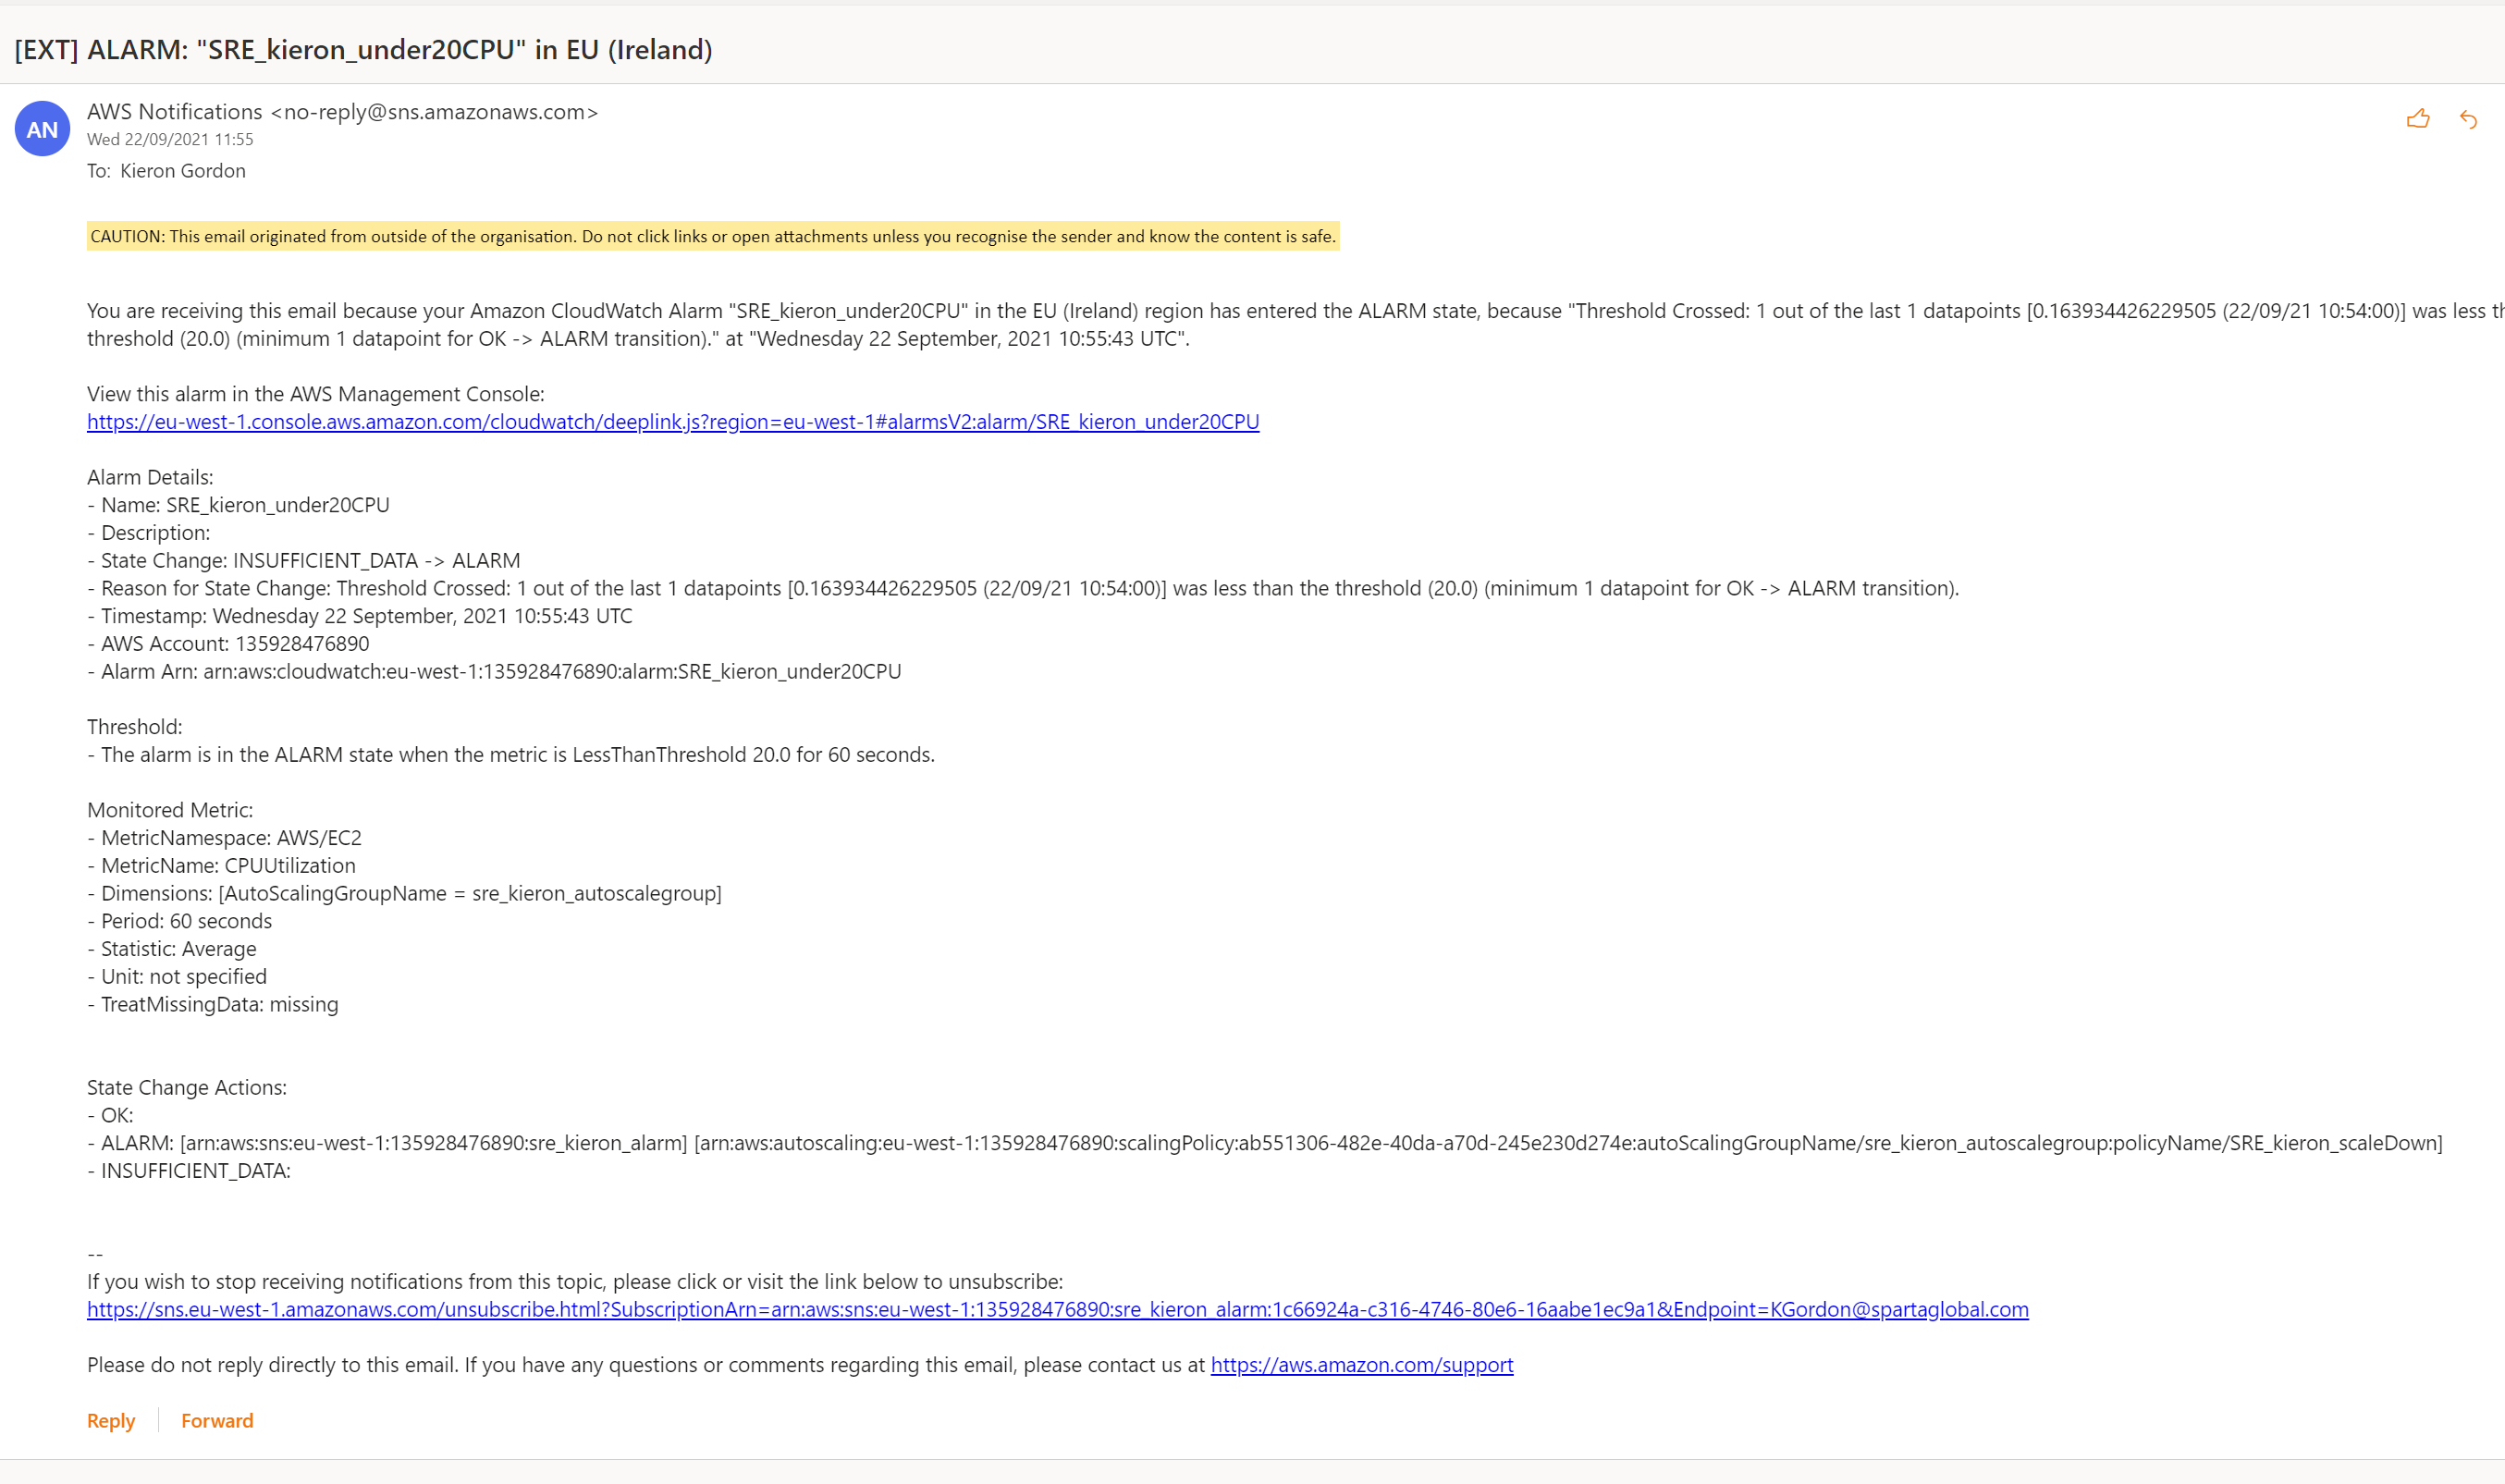 [EXT] ALARM: "SRE_kieron_under20CPU" in EU (Ireland)
AN
AWS Notifications <no-reply@sns.amazonaws.com>
Wed 22/09/2021 11:55
To: Kieron Gordon
CAUTION: This email originated from outside of the organisation. Do not click links or open attachments unless you recognise the sender and know the content is safe.
You are receiving this email because your Amazon CloudWatch Alarm "SRE_kieron_under20CPU" in the EU (Ireland) region has entered the ALARM state, because "Threshold Crossed: 1 out of the last 1 datapoints [0.163934426229505 (22/09/21 10:54:00)] was less
threshold (20.0) (minimum 1 datapoint for OK -> ALARM transition)." at "Wednesday 22 September, 2021 10:55:43 UTC".
View this alarm in the AWS Management Console:
https://eu-west-1.console.aws.amazon.com/cloudwatch/deeplink.js?region=eu-west-1#alarmsV2:alarm/SRE_kieron_under20CPU
Alarm Details:
- Name: SRE_kieron_under20CPU
- Description:
- State Change: INSUFFICIENT_DATA -> ALARM
- Reason for State Change: Threshold Crossed: 1 out of the last 1 datapoints [0.163934426229505 (22/09/21 10:54:00)] was less than the threshold (20.0) (minimum 1 datapoint for OK -> ALARM transition).
- Timestamp: Wednesday 22 September, 2021 10:55:43 UTC
- AWS Account: 135928476890
- Alarm Arn: arn:aws:cloudwatch:eu-west-1:135928476890:alarm:SRE_kieron_under20CPU
Threshold:
- The alarm is in the ALARM state when the metric is LessThanThreshold 20.0 for 60 seconds.
Monitored Metric:
- MetricNamespace: AWS/EC2
- MetricName: CPUUtilization
- Dimensions: [AutoScalingGroupName = sre_kieron_autoscalegroup]
- Period: 60 seconds
- Statistic: Average
- Unit: not specified
- TreatMissingData: missing
State Change Actions:
- OK:
- ALARM: [arn:aws:sns:eu-west-1:135928476890:sre_kieron_alarm] [arn:aws:autoscaling:eu-west-1:135928476890:scalingPolicy:ab551306-482e-40da-a70d-245e230d274e:autoScalingGroupName/sre_kieron_autoscalegroup:policyName/SRE_kieron_scaleDown]
- INSUFFICIENT_DATA:
--
If you wish to stop receiving notifications from this topic, please click or visit the link below to unsubscribe:
https://sns.eu-west-1.amazonaws.com/unsubscribe.html?SubscriptionArn=arn:aws:sns:eu-west-1:135928476890:sre_kieron_alarm:1c66924a-c316-4746-80e6-16aabe1ec9a1&Endpoint=KGordon@spartaglobal.com
Please do not reply directly to this email. If you have any questions or comments regarding this email, please contact us at https://aws.amazon.com/support
Reply
Forward